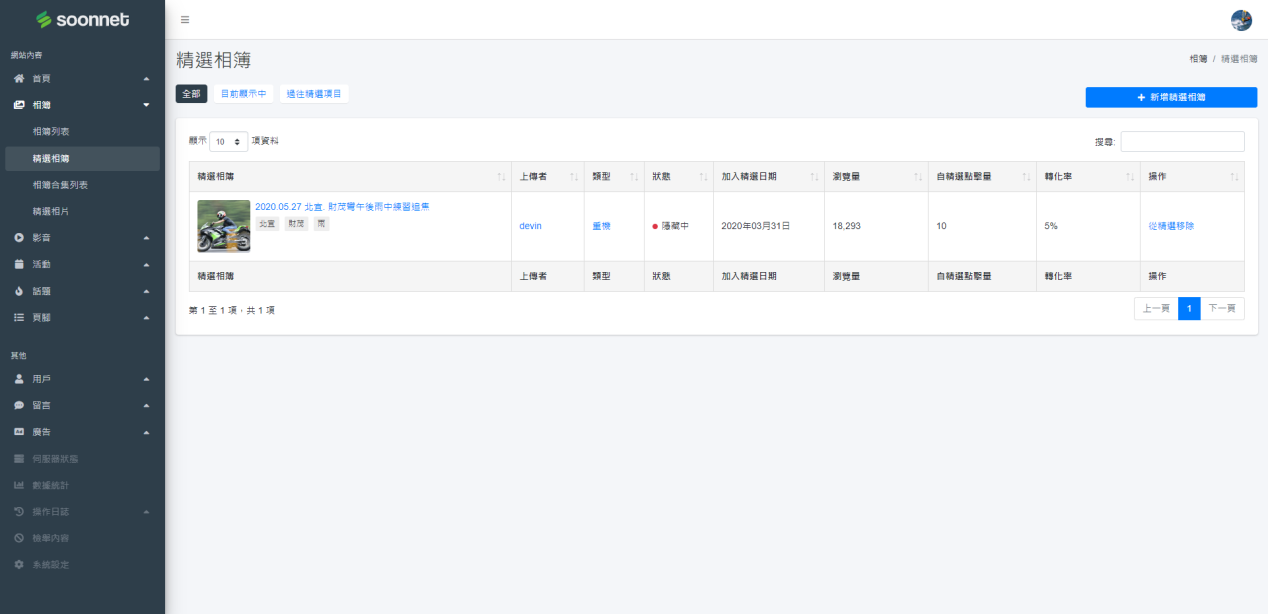 soonnet
網站內容
首頁
相簿
相簿列表
精選相簿
相簿合集列表
精選相片
影音
活動
話題
頁腳
其他
用戶
留言
廣告
伺服器狀態
數據統計
操作日誌
檢舉內容
系統設定
精選相簿
相簿 / 精選相簿
全部 目前顯示中 過往精選項目
新增精選相簿
顯示 10 項資料
搜尋:
精選相簿 上傳者 類型 狀態 加入精選日期 瀏覽量 自精選點擊量 轉化率 操作
2020.05.27 北宜. 財茂彎午後雨中練習追焦
北宜 財茂 雨
devin 重機 隱藏中 2020年03月31日 18,293 10 5% 從精選移除
精選相簿 上傳者 類型 狀態 加入精選日期 瀏覽量 自精選點擊量 轉化率 操作
第 1 至 1 項，共 1 項
上一頁 1 下一頁